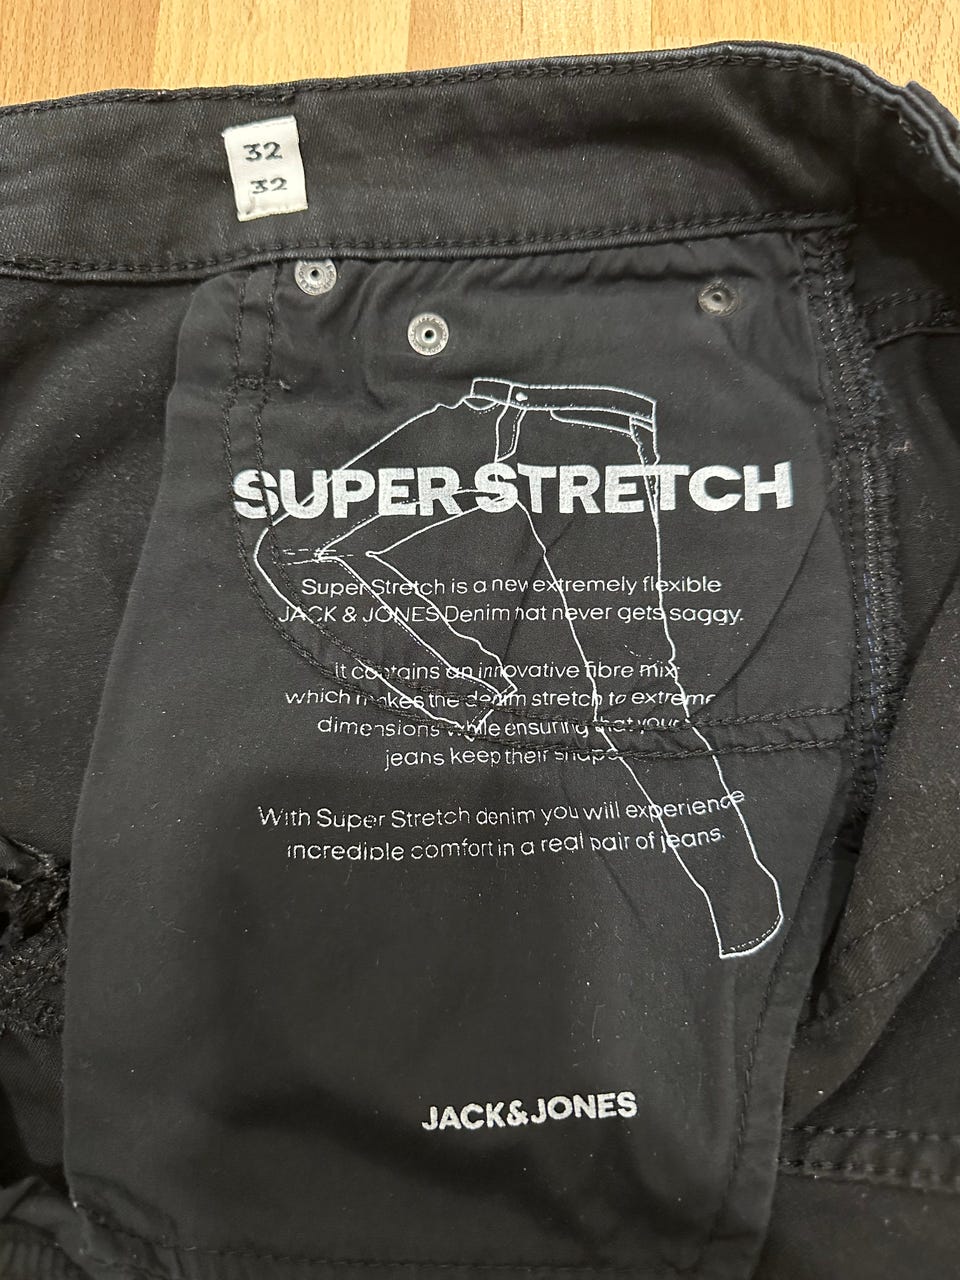 32
32
SUPER STRETCH
Super Stretch is a new extremely flexible
JACK & JONES Denim that never gets saggy.
It contains an innovative fibre mix
which makes the denim stretch to extreme
dimensions while ensuring that your
jeans keep their shape
With Super Stretch denim you will experience
incredible comfort in a real pair of jeans.
JACK&JONES